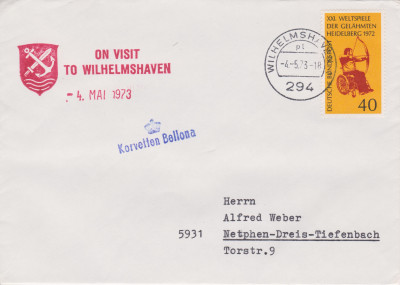 ON VISIT
TO WILHELMSHAVEN
- 4. MAI 1973
Korvetten Bellona
pl
-4.-5.73-18
294
XXI. WELTSPIELE
DER GELÄHMTEN
HEIDELBERG 1972
DEUTSCHE BUNDESPOST
40
Herrn
Alfred Weber
5931 Netphen-Dreis-Tiefenbach
Torstr.9